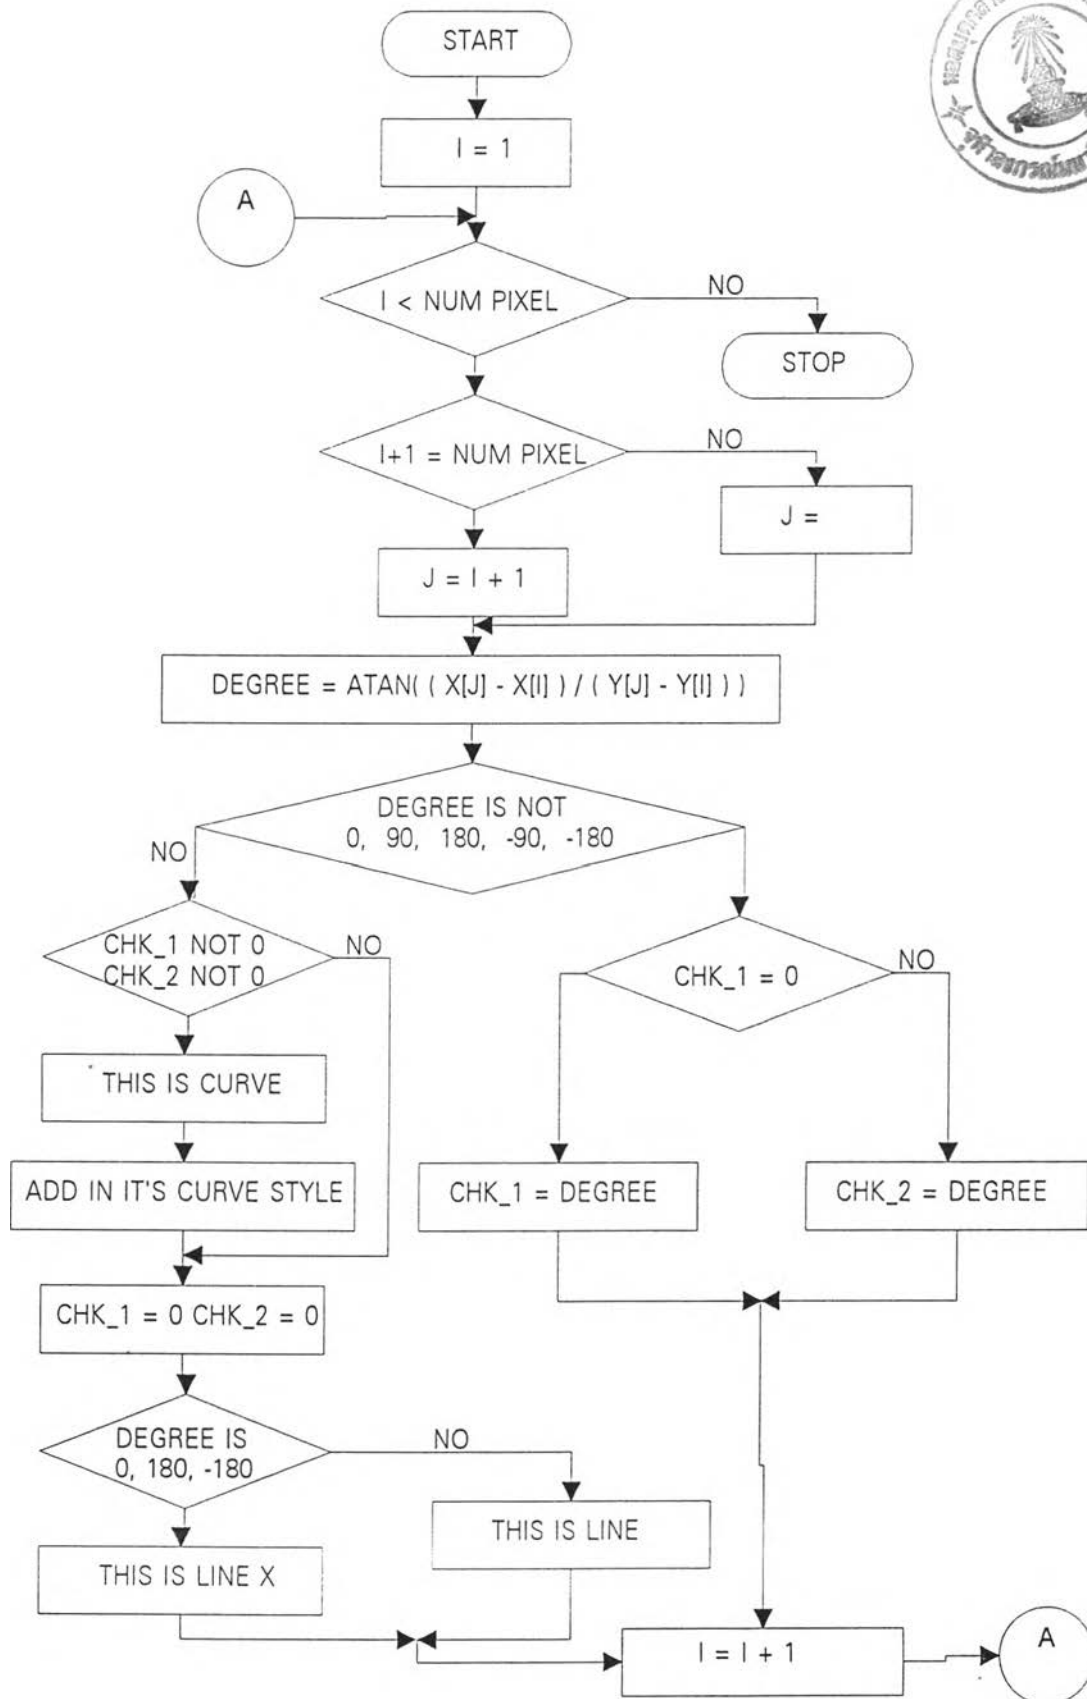 START
I = 1
A
I < NUM PIXEL
NO
STOP
I+1 = NUM PIXEL
NO
J =
J = I + 1
DEGREE = ATAN( ( X[J] - X[I] ) / ( Y[J] - Y[I] ) )
DEGREE IS NOT
0, 90, 180, -90, -180
NO
CHK_1 NOT 0
CHK_2 NOT 0
NO
CHK_1 = 0
NO
THIS IS CURVE
ADD IN IT'S CURVE STYLE
CHK_1 = DEGREE
CHK_2 = DEGREE
CHK_1 = 0 CHK_2 = 0
DEGREE IS
0, 180, -180
NO
THIS IS LINE
THIS IS LINE X
I = I + 1
A